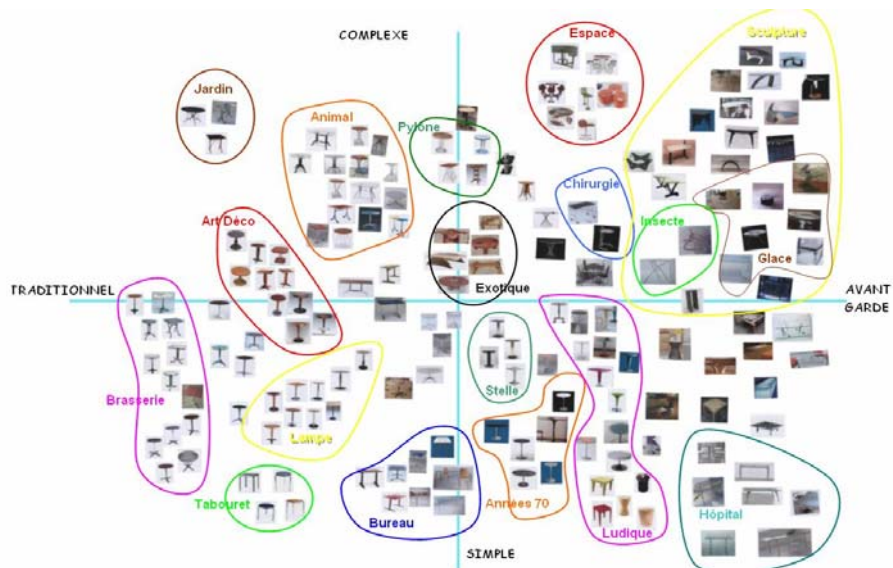 COMPLEXE
Espace
Sculpture
Jardin
Animal
Pylône
Chirurgie
Insecte
Art Déco
Glace
Exotique
TRADITIONNEL
AVANT
GARDE
Brasserie
Stelle
Lampe
Tabouret
Bureau
Années 70
Ludique
Hôpital
SIMPLE